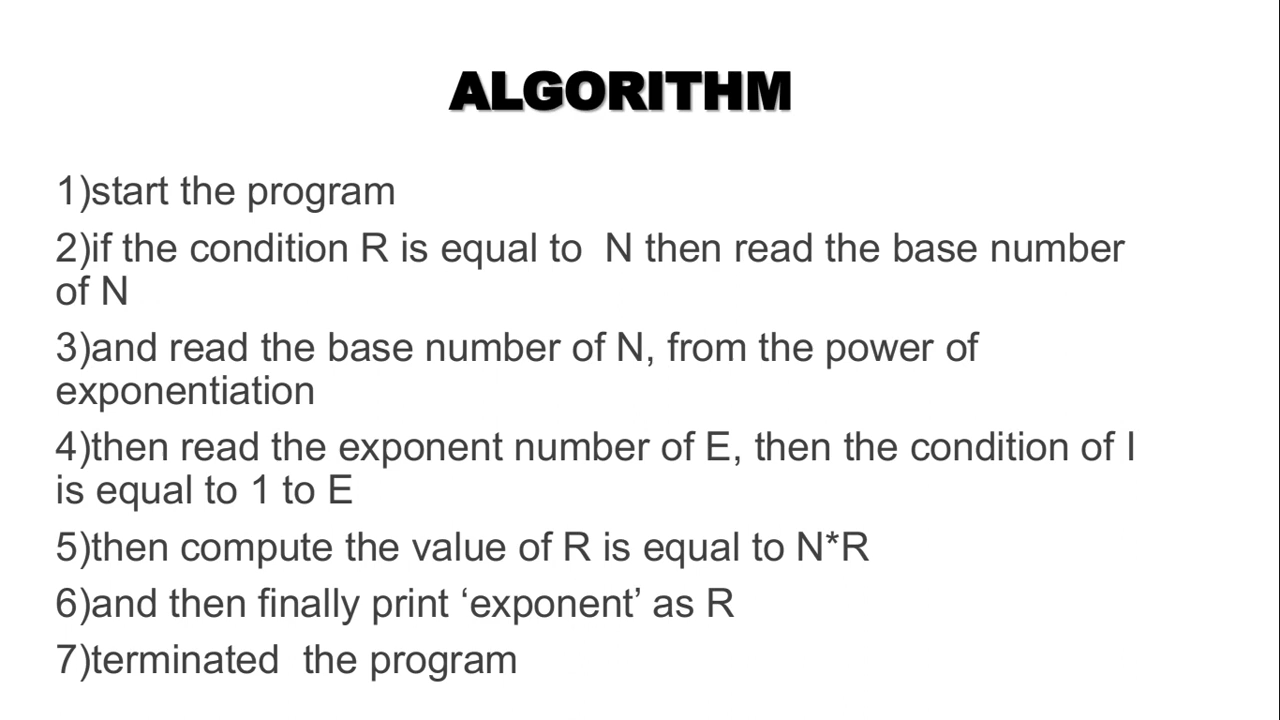 ALGORITHM
1)start the program
2)if the condition R is equal to  N then read the base number
of N
3)and read the base number of N, from the power of
exponentiation
4)then read the exponent number of E, then the condition of I
is equal to 1 to E
5)then compute the value of R is equal to N*R
6)and then finally print ‘exponent’ as R
7)terminated  the program